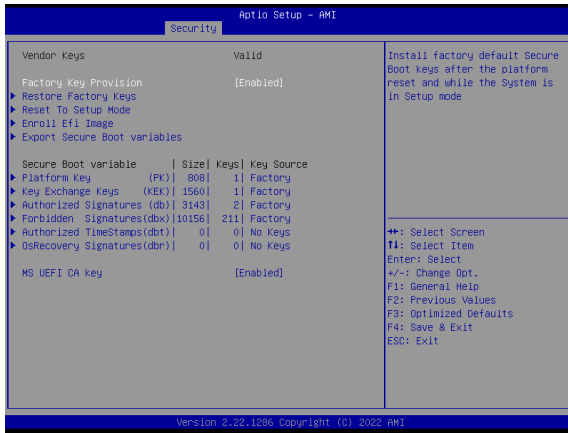 Aptio Setup - AMI
Security
Vendor Keys Valid
Factory Key Provision [Enabled]
Restore Factory Keys
Reset To Setup Mode
Enroll Efi Image
Export Secure Boot variables
Secure Boot variable | Size| Keys| Key Source
Platform Key (PK)| 808| 1| Factory
Key Exchange Keys (KEK)| 1560| 1| Factory
Authorized Signatures (db)| 3143| 2| Factory
Forbidden Signatures(dbx)|10156| 211| Factory
Authorized TimeStamps(dbt)| 0| 0| No Keys
OsRecovery Signatures(dbr)| 0| 0| No Keys
MS UEFI CA key [Enabled]
Install factory default Secure
Boot keys after the platform
reset and while the System is
in Setup mode
→←: Select Screen
↑↓: Select Item
Enter: Select
+/-: Change Opt.
F1: General Help
F2: Previous Values
F3: Optimized Defaults
F4: Save & Exit
ESC: Exit
Version 2.22.1286 Copyright (C) 2022 AMI